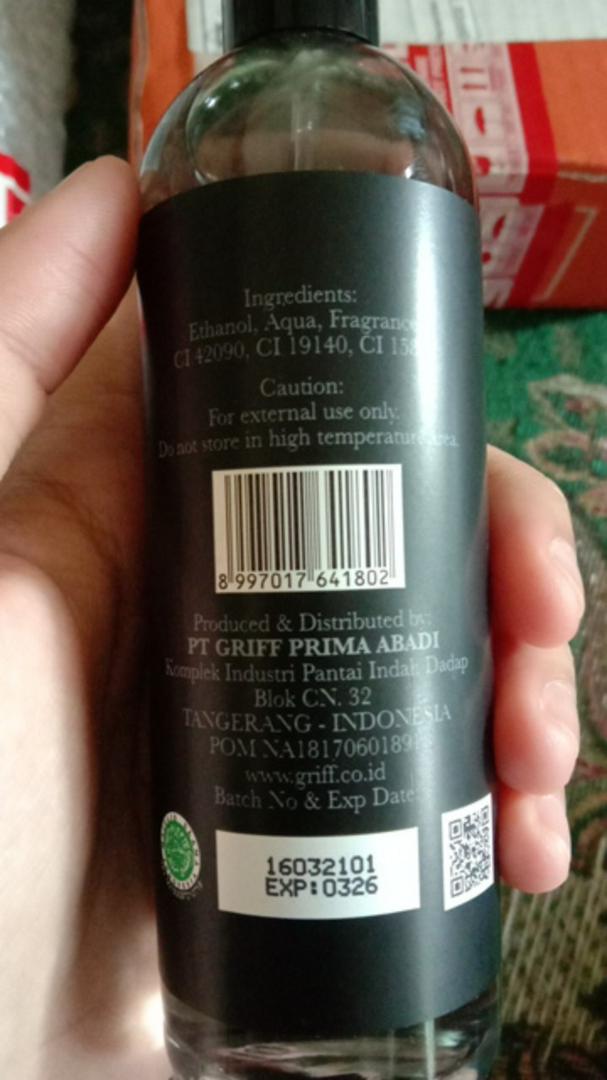 Ingredients:
Ethanol, Aqua, Fragrance
CI 42090, CI 19140, CI
Caution:
For external use only.
Do not store in high temperature area.
8 997017 641802
Produced & Distributed by:
PT GRIFF PRIMA ABADI
Komplek Industri Pantai Indah Dadap
Blok CN. 32
TANGERANG - INDONESIA
POM
www.griff.co.id
Batch No & Exp Date:
16032101
EXP:0326